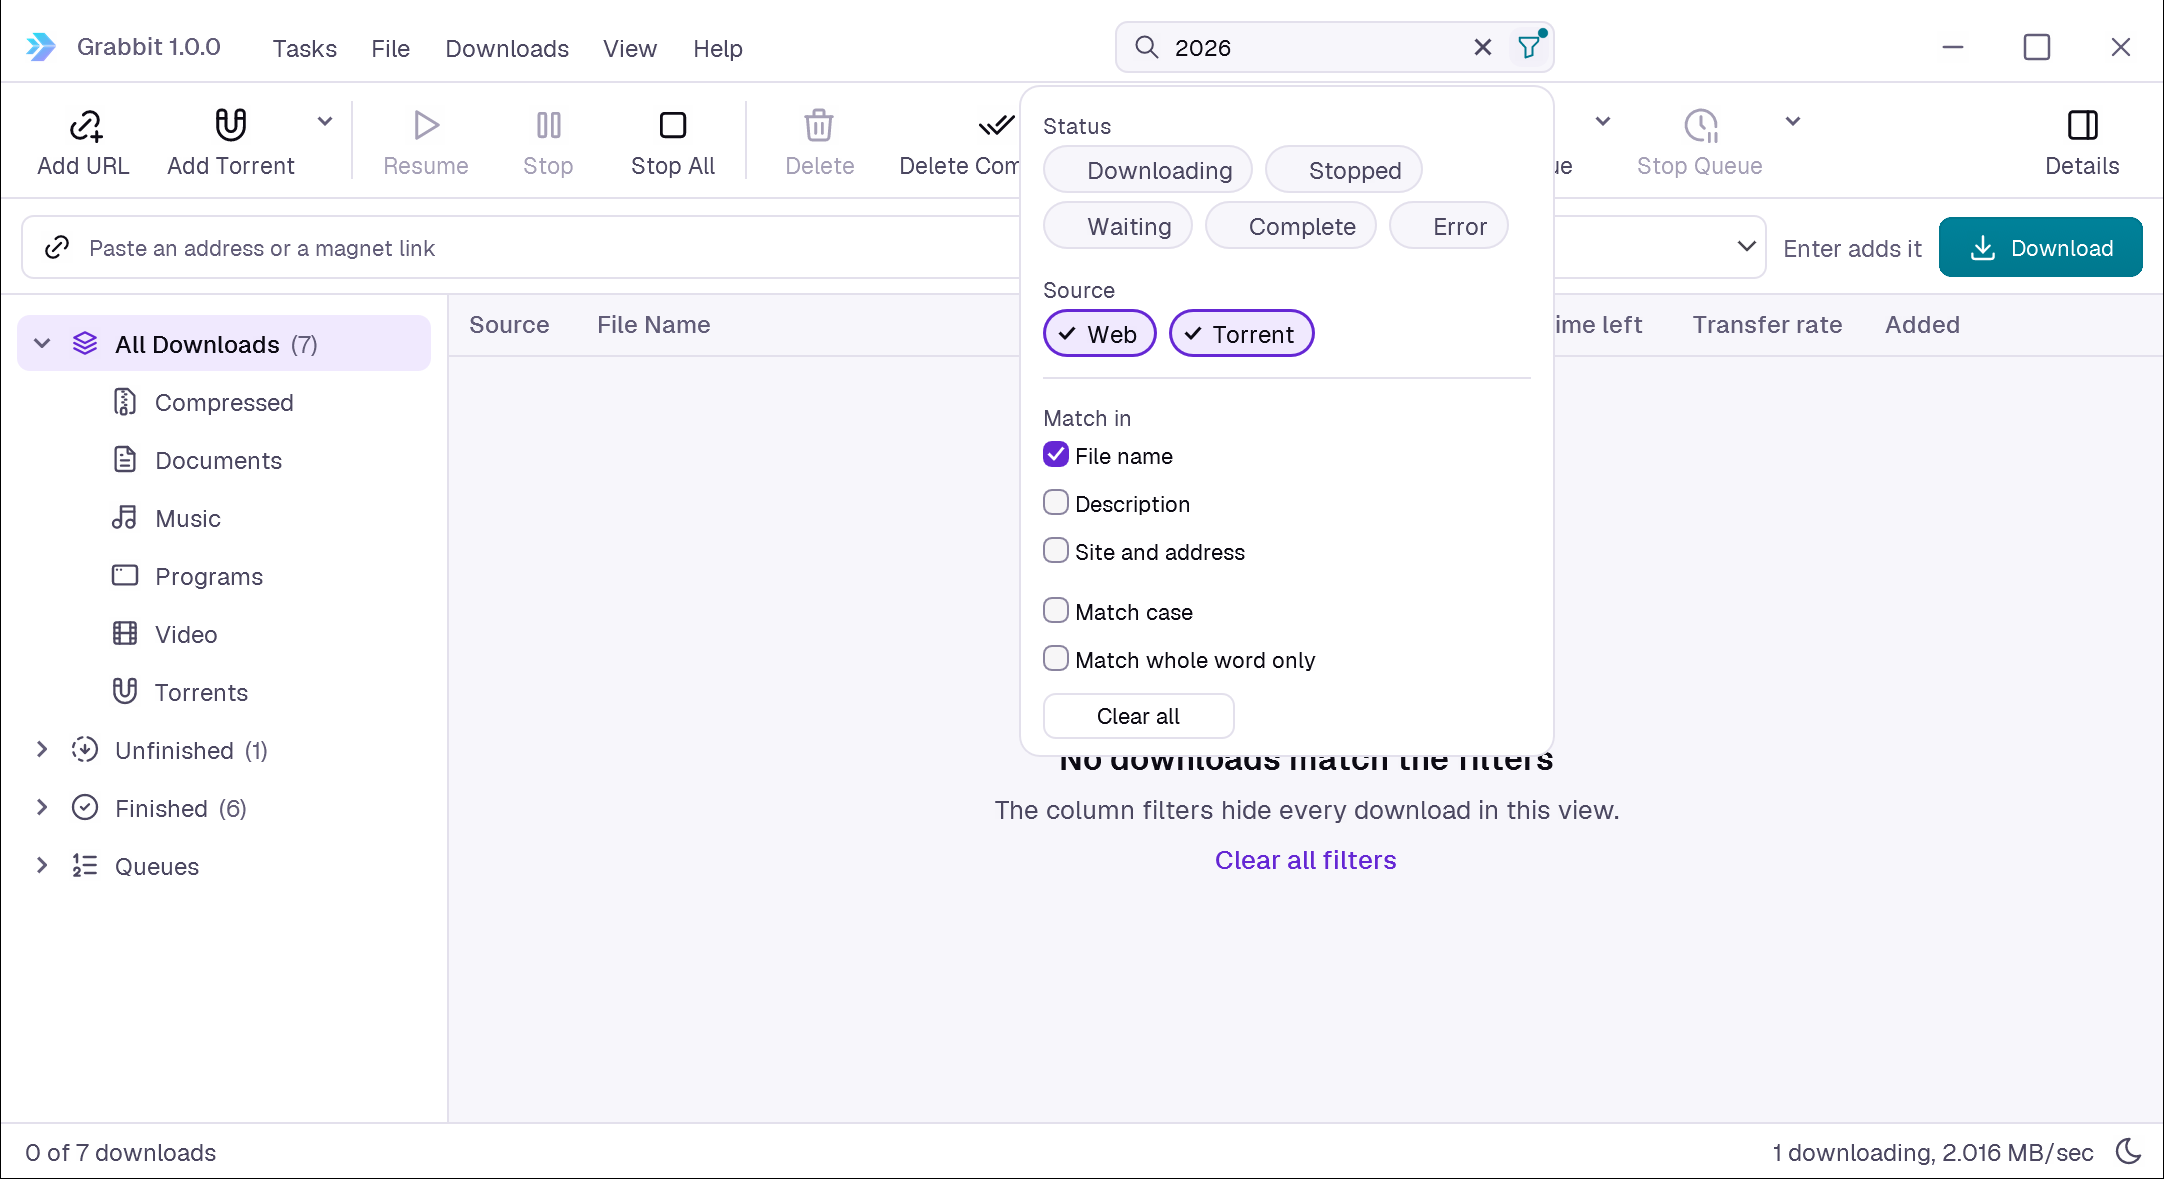 Grabbit 1.0.0 Tasks File Downloads View Help 2026
Add URL Add Torrent Resume Stop Stop All Delete Delete Com ue Stop Queue Details
Paste an address or a magnet link Enter adds it Download
Status
Downloading Stopped
Waiting Complete Error
Source
Web Torrent
Match in
File name
Description
Site and address
Match case
Match whole word only
Clear all
All Downloads (7)
Compressed
Documents
Music
Programs
Video
Torrents
Unfinished (1)
Finished (6)
Queues
Source File Name ime left Transfer rate Added
No downloads match the filters
The column filters hide every download in this view.
Clear all filters
0 of 7 downloads 1 downloading, 2.016 MB/sec